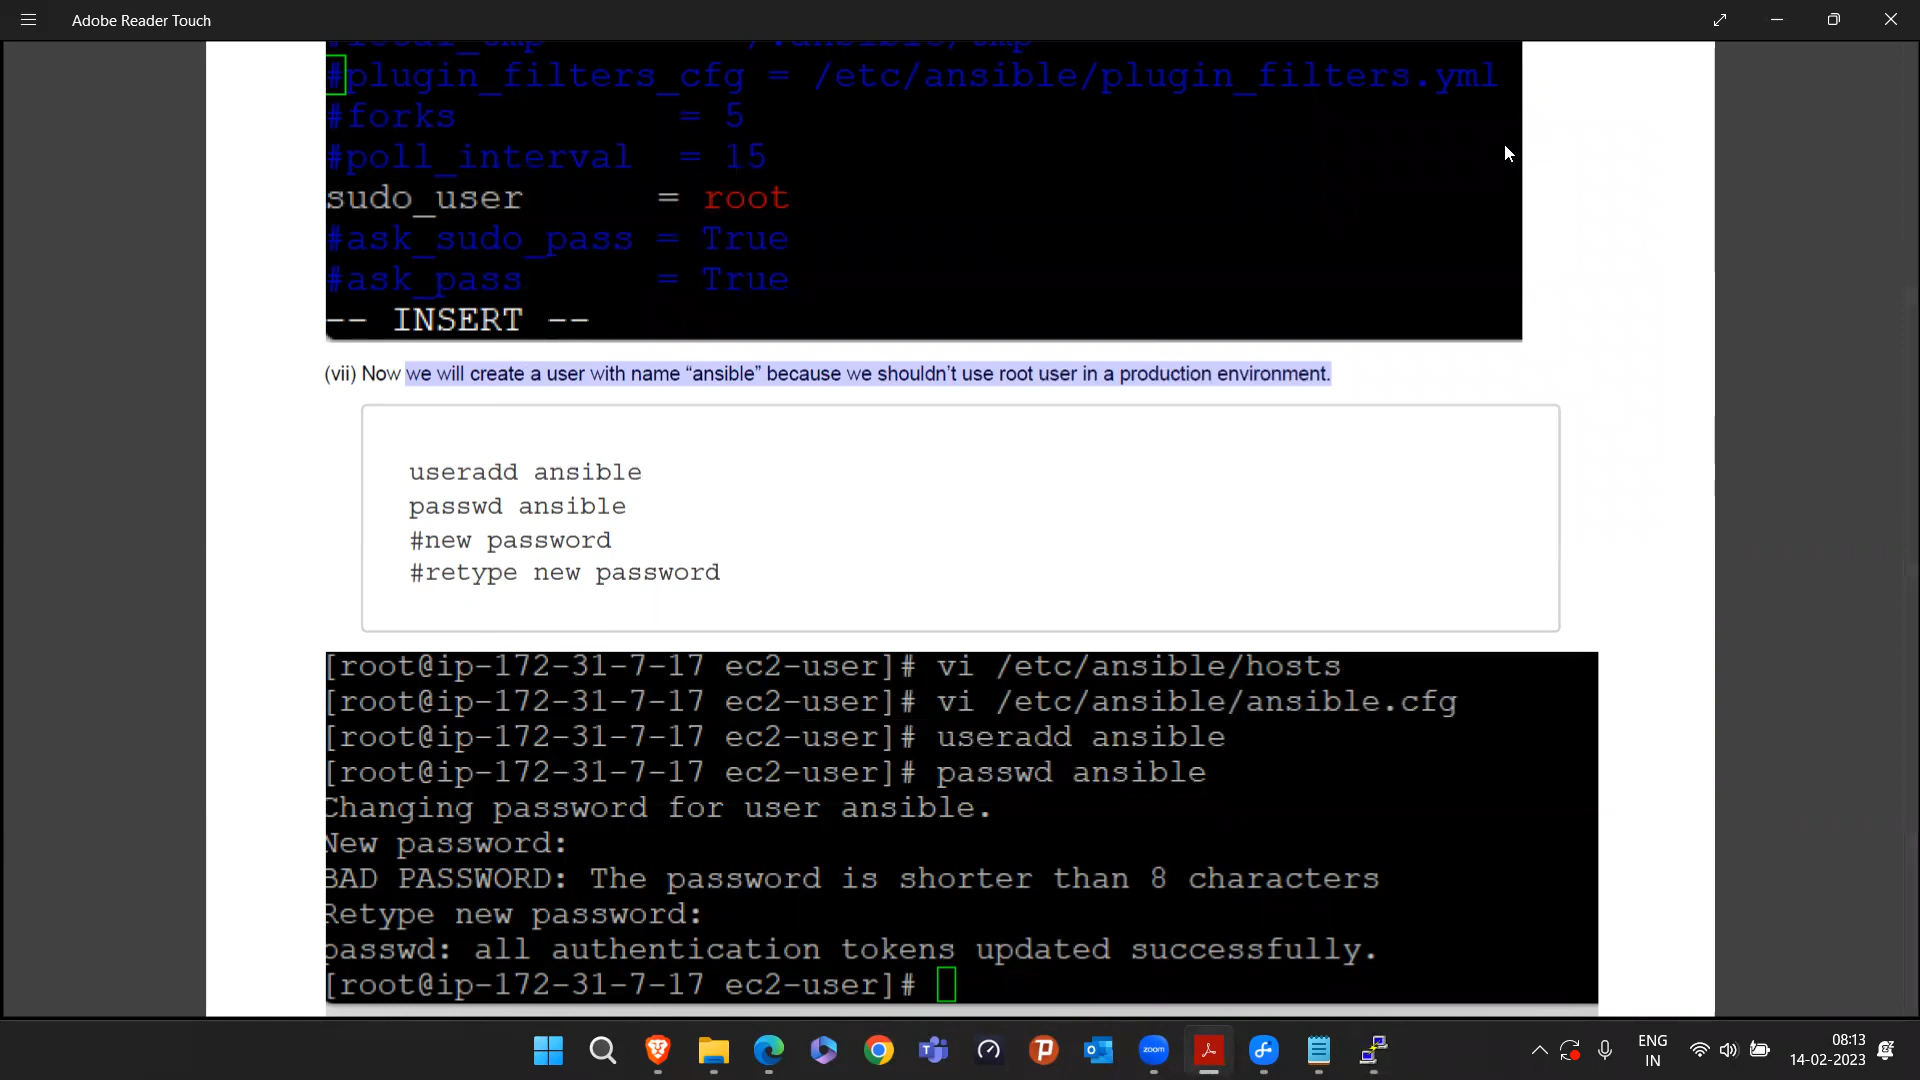 Adobe Reader Touch
#local_tmp = ~/.ansible/tmp
#plugin_filters_cfg = /etc/ansible/plugin_filters.yml
#forks = 5
#poll_interval = 15
sudo_user = root
#ask_sudo_pass = True
#ask_pass = True
-- INSERT --
(vii) Now we will create a user with name “ansible” because we shouldn’t use root user in a production environment.
useradd ansible
passwd ansible
#new password
#retype new password
[root@ip-172-31-7-17 ec2-user]# vi /etc/ansible/hosts
[root@ip-172-31-7-17 ec2-user]# vi /etc/ansible/ansible.cfg
[root@ip-172-31-7-17 ec2-user]# useradd ansible
[root@ip-172-31-7-17 ec2-user]# passwd ansible
Changing password for user ansible.
New password:
BAD PASSWORD: The password is shorter than 8 characters
Retype new password:
passwd: all authentication tokens updated successfully.
[root@ip-172-31-7-17 ec2-user]#
zoom
ENG
IN
08:13
14-02-2023